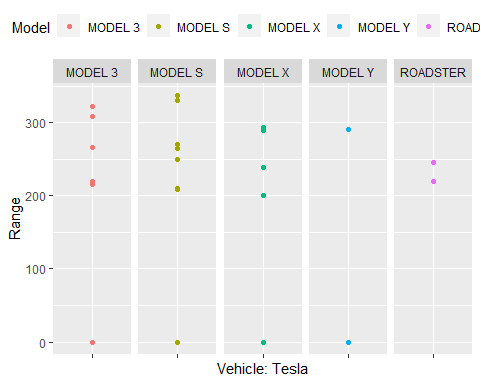 Model MODEL 3 MODEL S MODEL X MODEL Y ROAD
MODEL 3 MODEL S MODEL X MODEL Y ROADSTER
300
200
100
0
Range
Vehicle: Tesla